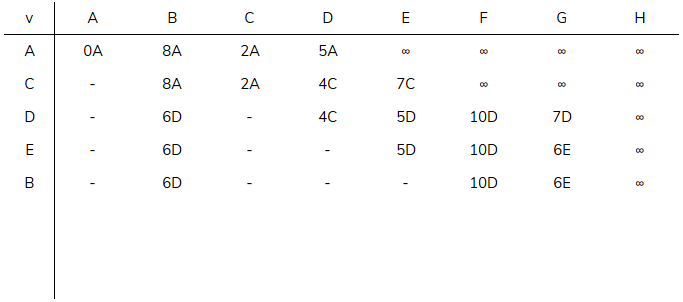 v A B C D E F G H
A 0A 8A 2A 5A ∞ ∞ ∞ ∞
C - 8A 2A 4C 7C ∞ ∞ ∞
D - 6D - 4C 5D 10D 7D ∞
E - 6D - - 5D 10D 6E ∞
B - 6D - - - 10D 6E ∞